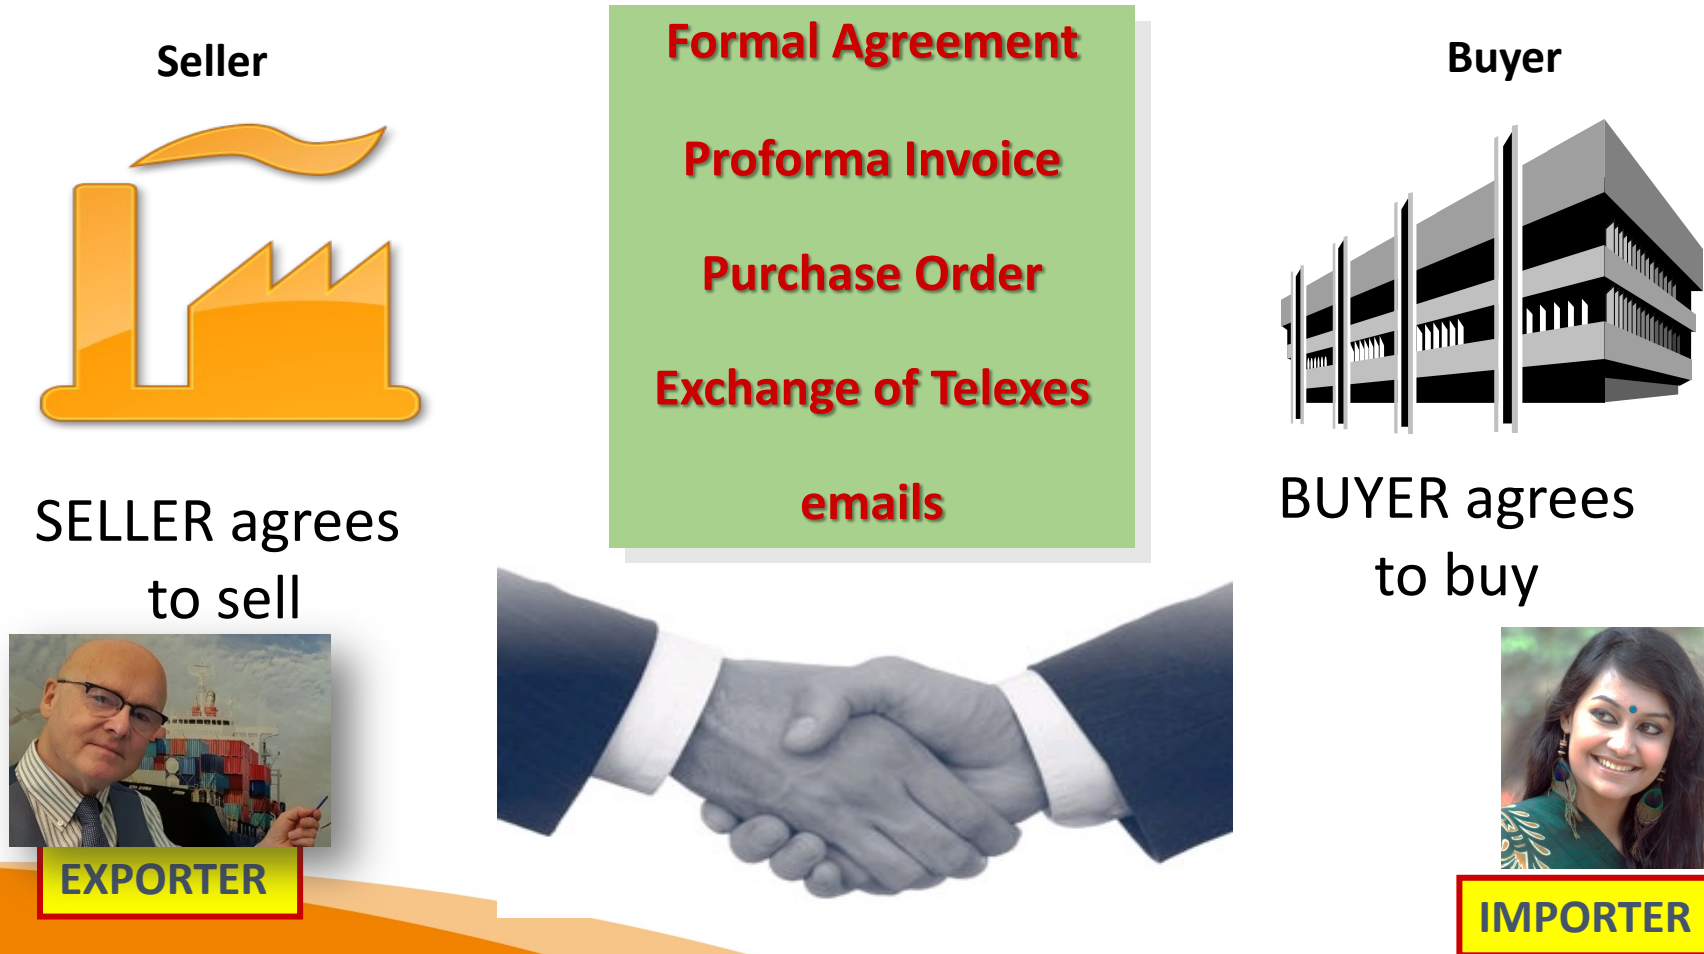 Seller
SELLER agrees
to sell
EXPORTER
Formal Agreement
Proforma Invoice
Purchase Order
Exchange of Telexes
emails
Buyer
BUYER agrees
to buy
IMPORTER